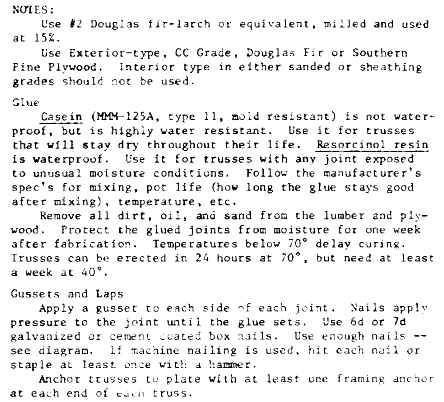 NOTES:
Use #2 Douglas fir-larch or equivalent, milled and used
at 15%.
Use Exterior-type, CC Grade, Douglas Fir or Southern
Pine Plywood. Interior type in either sanded or sheathing
grades should not be used.
Glue
Casein (MMM-125A, type 11, mold resistant) is not water-
proof, but is highly water resistant. Use it for trusses
that will stay dry throughout their life. Resorcinol resin
is waterproof. Use it for trusses with any joint exposed
to unusual moisture conditions. Follow the manufacturer's
spec's for mixing, pot life (how long the glue stays good
after mixing), temperature, etc.
Remove all dirt, oil, and sand from the lumber and ply-
wood. Protect the glued joints from moisture for one week
after fabrication. Temperatures below 70° delay curing.
Trusses can be erected in 24 hours at 70°, but need at least
a week at 40°.
Gussets and Laps
Apply a gusset to each side of each joint. Nails apply
pressure to the joint until the glue sets. Use 6d or 7d
galvanized or cement coated box nails. Use enough nails --
see diagram. If machine nailing is used, hit each nail or
staple at least once with a hammer.
Anchor trusses to plate with at least one framing anchor
at each end of each truss.